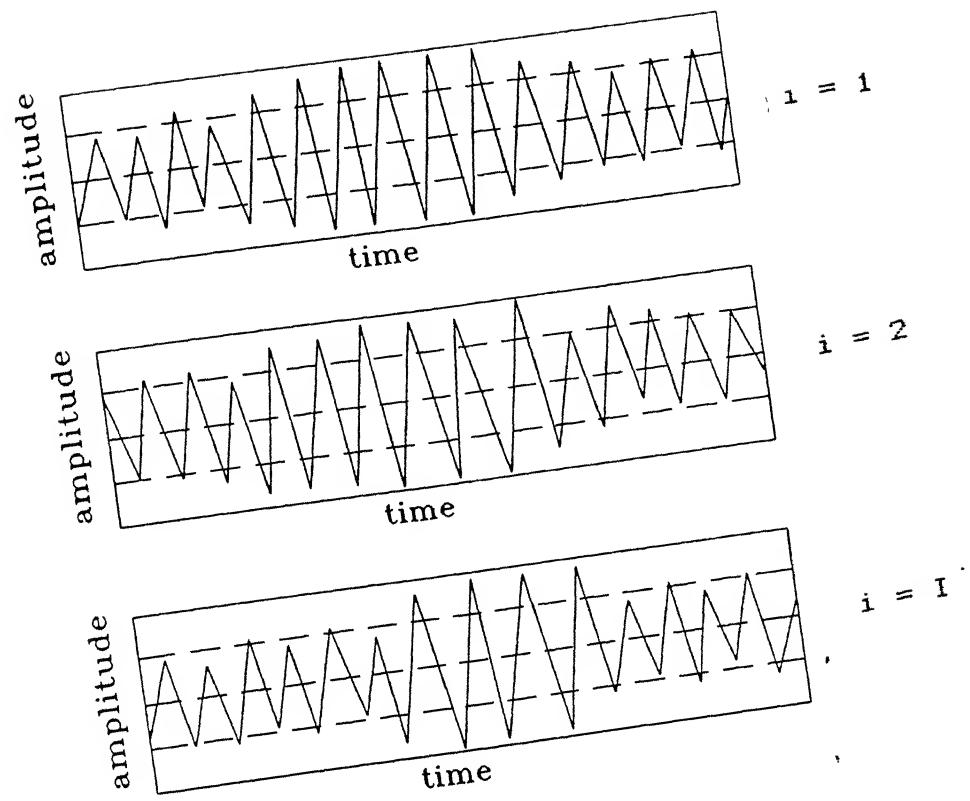 amplitude
time
i = 1
amplitude
time
i = 2
amplitude
time
i = I